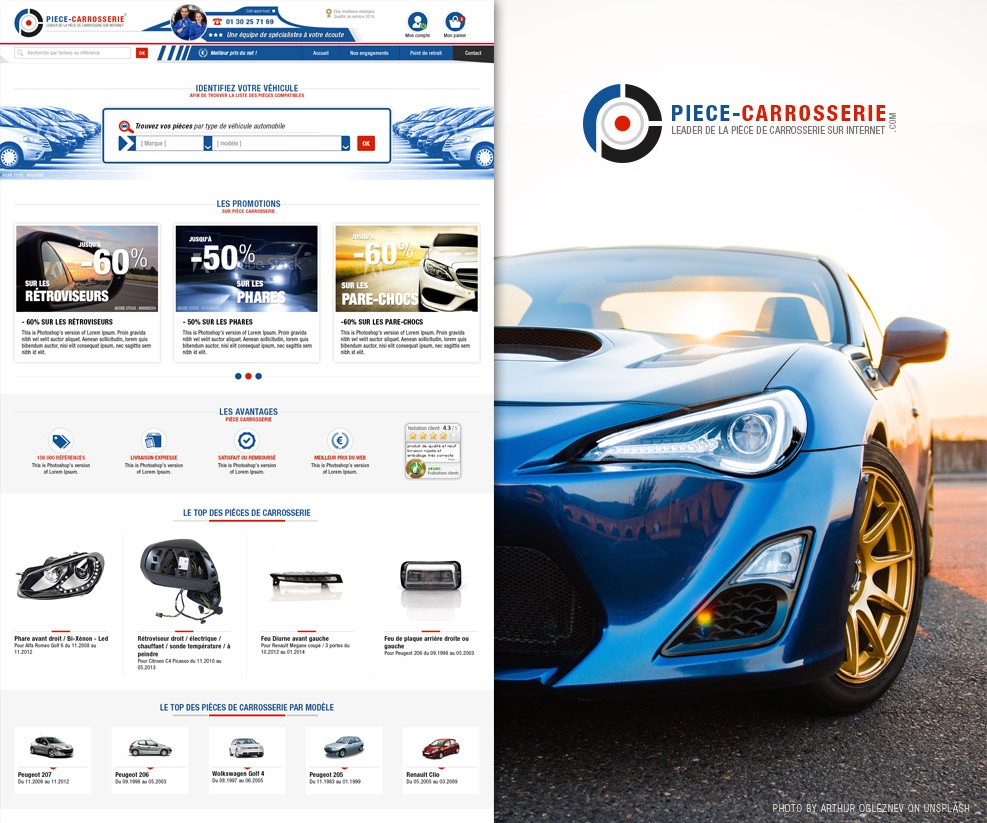 PIECE-CARROSSERIE
LEADER DE LA PIÈCE DE CARROSSERIE SUR INTERNET
Coût appel local
01 30 25 71 69
Une équipe de spécialistes à votre écoute
Elue meilleure enseigne
Qualité de service 2016
Mon compte
Mon panier
Recherche par termes ou référence
OK
Meilleur prix du net !
Accueil
Nos engagements
Point de retrait
Contact
IDENTIFIEZ VOTRE VÉHICULE
AFIN DE TROUVER LA LISTE DES PIÈCES COMPATIBLES
Trouvez vos pièces par type de véhicule automobile
[ Marque ]
[ modèle ]
OK
LES PROMOTIONS
SUR PIÈCE CARROSSERIE
JUSQU'À
-60%
SUR LES
RÉTROVISEURS
JUSQU'À
-50%
SUR LES
PHARES
JUSQU'À
-60%
SUR LES
PARE-CHOCS
- 60% SUR LES RÉTROVISEURS
This is Photoshop's version of Lorem Ipsum. Proin gravida
nibh vel velit auctor aliquet. Aenean sollicitudin, lorem quis
bibendum auctor, nisi elit consequat ipsum, nec sagittis sem
nibh id elit.
- 50% SUR LES PHARES
This is Photoshop's version of Lorem Ipsum. Proin gravida
nibh vel velit auctor aliquet. Aenean sollicitudin, lorem quis
bibendum auctor, nisi elit consequat ipsum, nec sagittis sem
nibh id elit.
-60% SUR LES PARE-CHOCS
This is Photoshop's version of Lorem Ipsum. Proin gravida
nibh vel velit auctor aliquet. Aenean sollicitudin, lorem quis
bibendum auctor, nisi elit consequat ipsum, nec sagittis sem
nibh id elit.
LES AVANTAGES
PIÈCE CARROSSERIE
100 000 RÉFÉRENCES
This is Photoshop's version
of Lorem Ipsum.
LIVRAISON EXPRESSE
This is Photoshop's version
of Lorem Ipsum.
SATISFAIT OU REMBOURSÉ
This is Photoshop's version
of Lorem Ipsum.
MEILLEUR PRIX DU WEB
This is Photoshop's version
of Lorem Ipsum.
Notation client 4.3 / 5
produit de qualité et neuf
livraison rapide et
emballage très correcte
Evaluations clients
LE TOP DES PIÈCES DE CARROSSERIE
Phare avant droit / Bi-Xénon - Led
Pour Alfa Romeo Golf 6 du 11.2008 au
11.2012
Rétroviseur droit / électrique /
chauffant / sonde température / à
peindre
Pour Citroen C4 Picasso du 11.2010 au
05.2013
Feu Diurne avant gauche
Pour Renault Megane coupé / 3 portes du
10.2012 au 01.2014
Feu de plaque arrière droite ou
gauche
Pour Peugeot 206 du 09.1998 au 05.2003
LE TOP DES PIÈCES DE CARROSSERIE PAR MODÈLE
Peugeot 207
Du 11.2008 au 11.2012
Peugeot 206
Du 09.1998 au 05.2003
Wolkswagen Golf 4
Du 08.1997 au 06.2005
Peugeot 205
Du 11.1983 au 01.1999
Renault Clio
Du 05.2005 au 03.2009
PIECE-CARROSSERIE
.COM
LEADER DE LA PIÈCE DE CARROSSERIE SUR INTERNET
PHOTO BY ARTHUR OGLEZNEV ON UNSPLASH